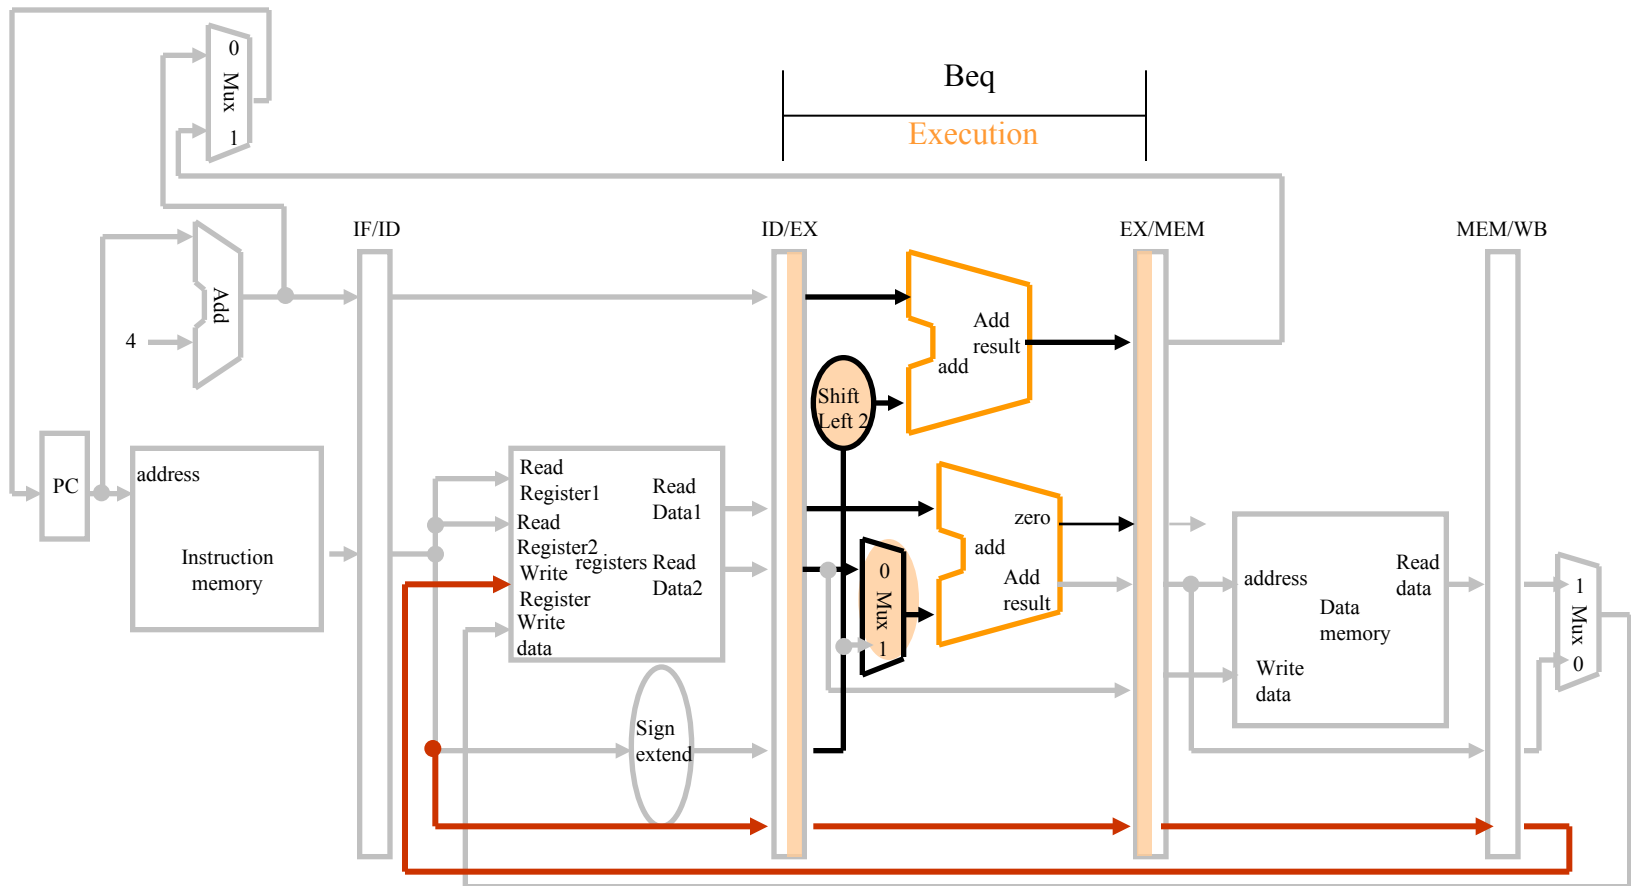 0
Mux
1
Beq
Execution
IF/ID
ID/EX
EX/MEM
MEM/WB
Add
4
Add
result
add
Shift
Left 2
PC
address
Instruction
memory
Read
Register1
Read
Register2
Write
Register
Write
data
registers
Read
Data1
Read
Data2
Sign
extend
0
Mux
1
zero
add
Add
result
address
Read
data
Data
memory
Write
data
1
Mux
0